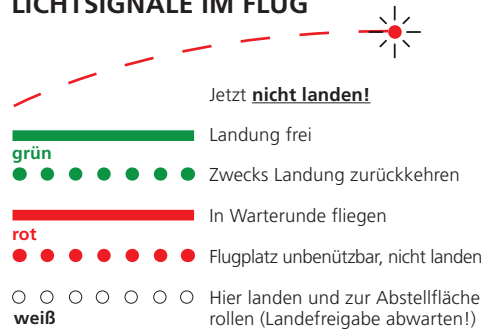 LICHTSIGNALE IM FLUG
Jetzt nicht landen!
Landung frei
grün
Zwecks Landung zurückkehren
In Warterunde fliegen
rot
Flugplatz unbenützbar, nicht landen
Hier landen und zur Abstellfläche
weiß
rollen (Landefreigabe abwarten!)